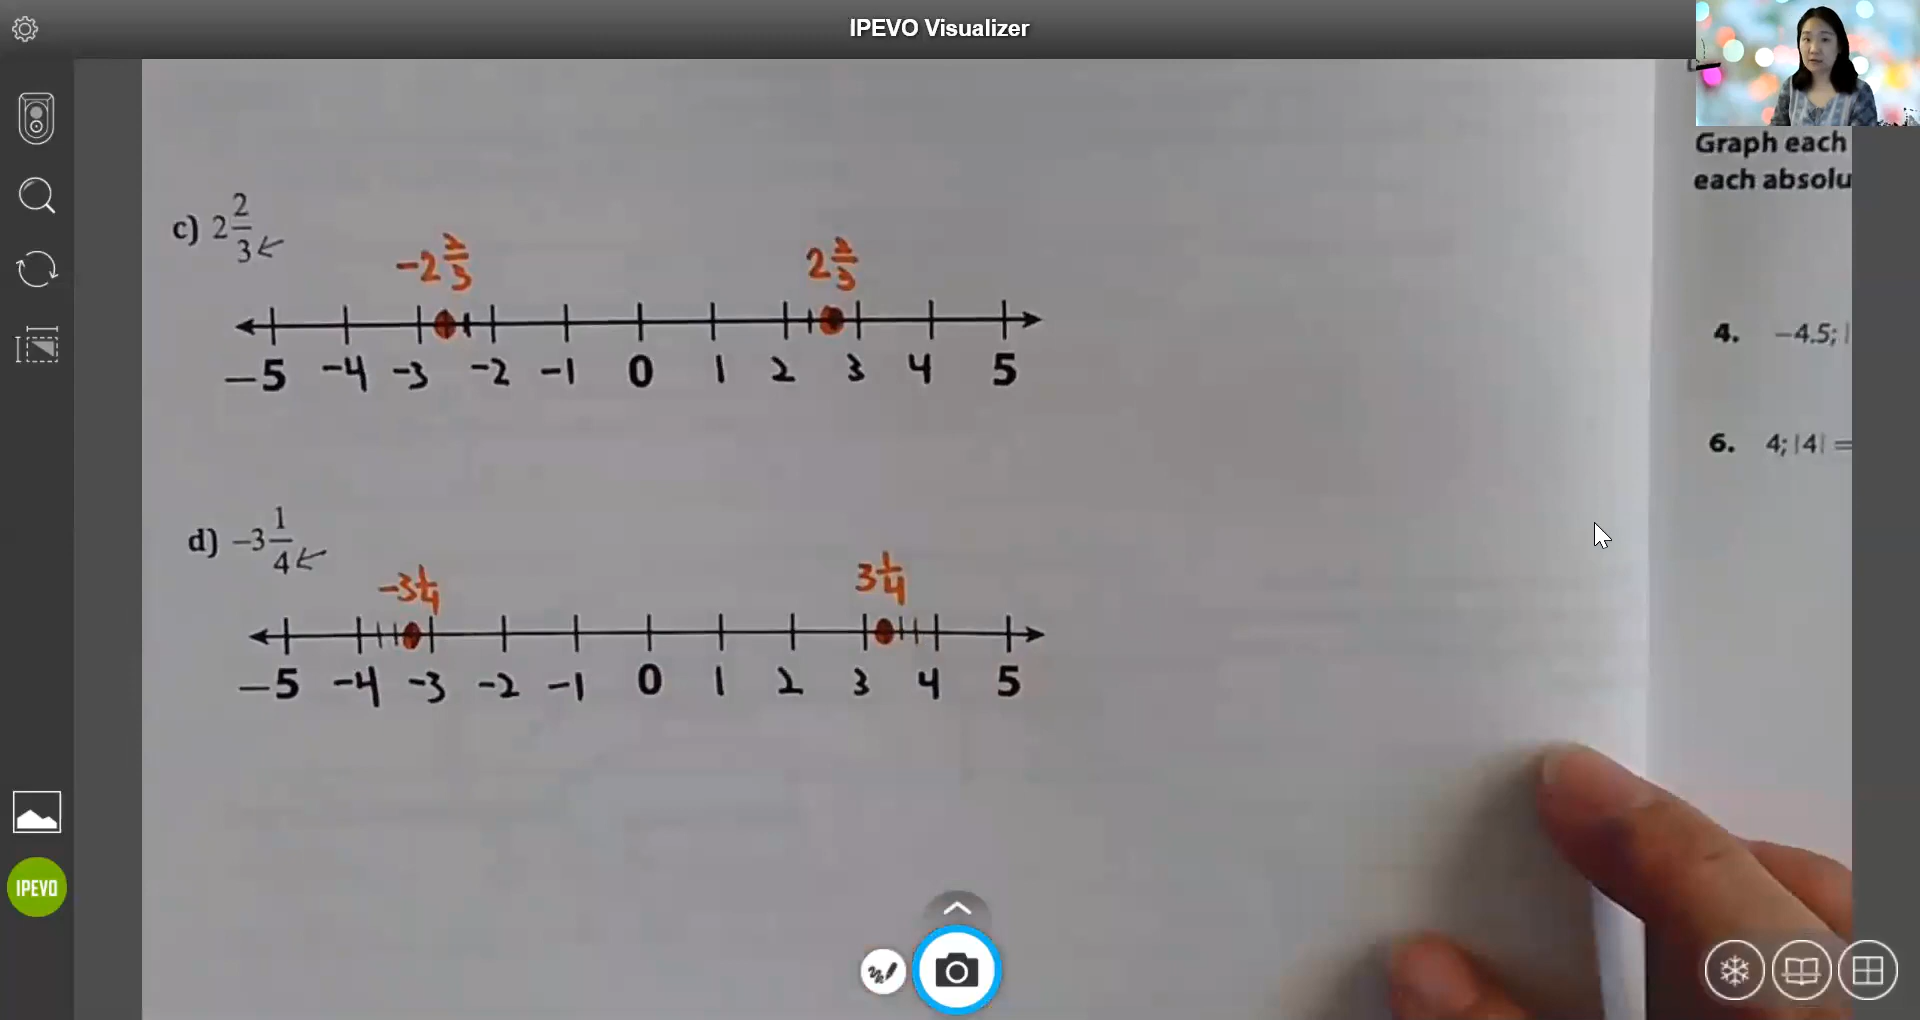 IPEVO Visualizer
Graph each
each absolu
c) 2 2/3
-2 2/3 2 2/3
-5 -4 -3 -2 -1 0 1 2 3 4 5
4. -4.5; |
6. 4; |4| =
d) -3 1/4
-3 1/4 3 1/4
-5 -4 -3 -2 -1 0 1 2 3 4 5
IPEVO